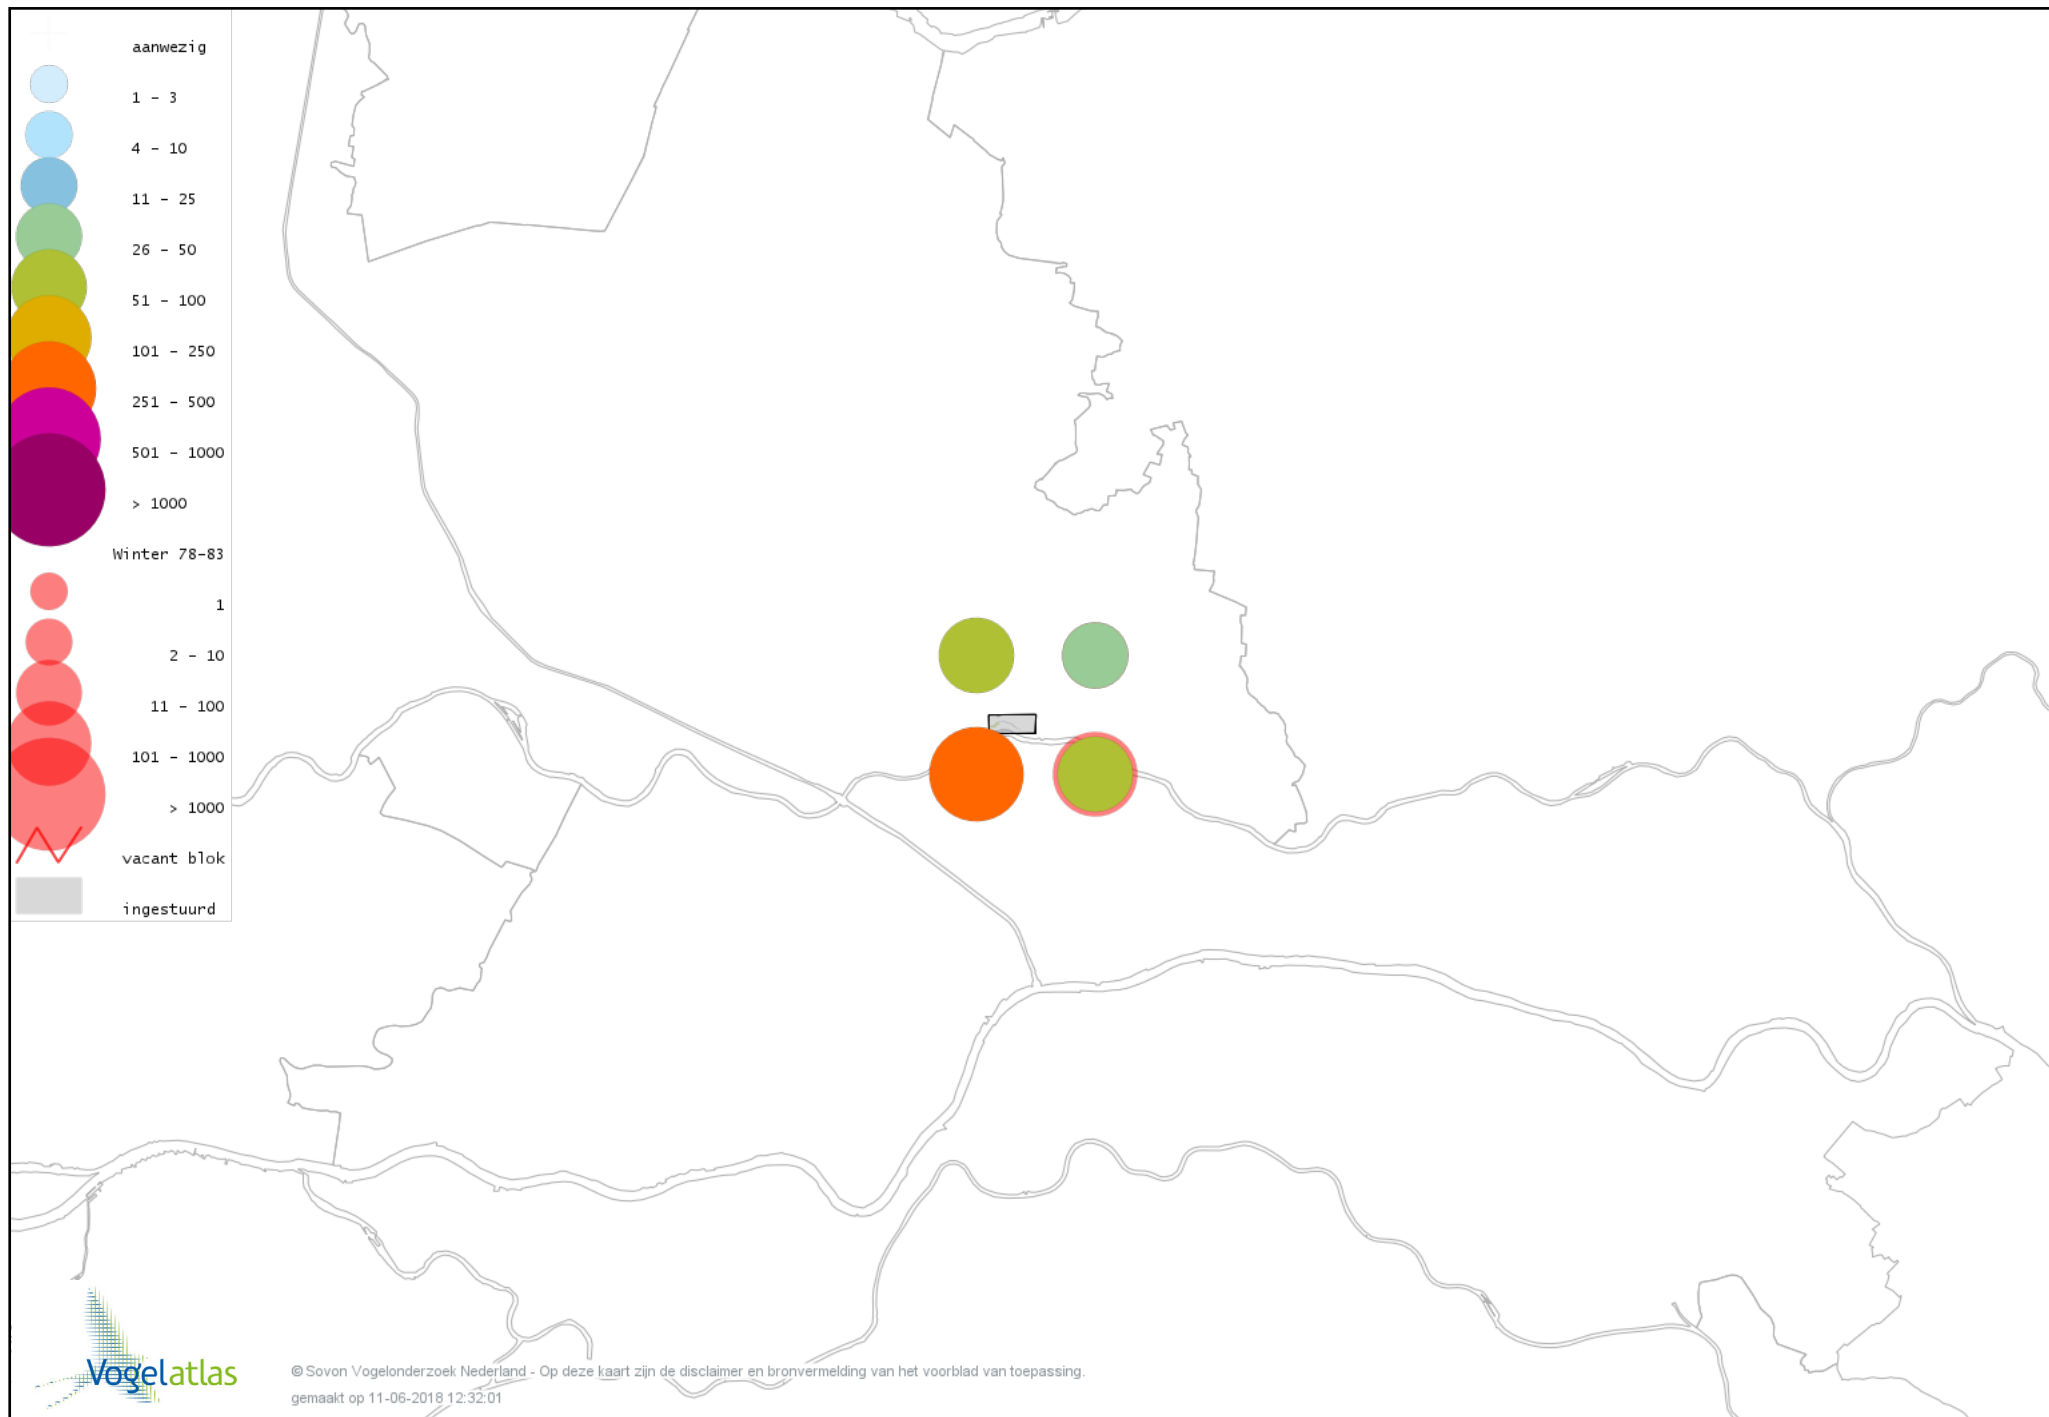 aanwezig
1 - 3
4 - 10
11 - 25
26 - 50
51 - 100
101 - 250
251 - 500
501 - 1000
> 1000
Winter 78-83
1
2 - 10
11 - 100
101 - 1000
> 1000
vacant blok
ingestuurd
Vogelatlas
© Sovon Vogelonderzoek Nederland - Op deze kaart zijn de disclaimer en bronvermelding van het voorblad van toepassing.
gemaakt op 11-06-2018 12:32:01